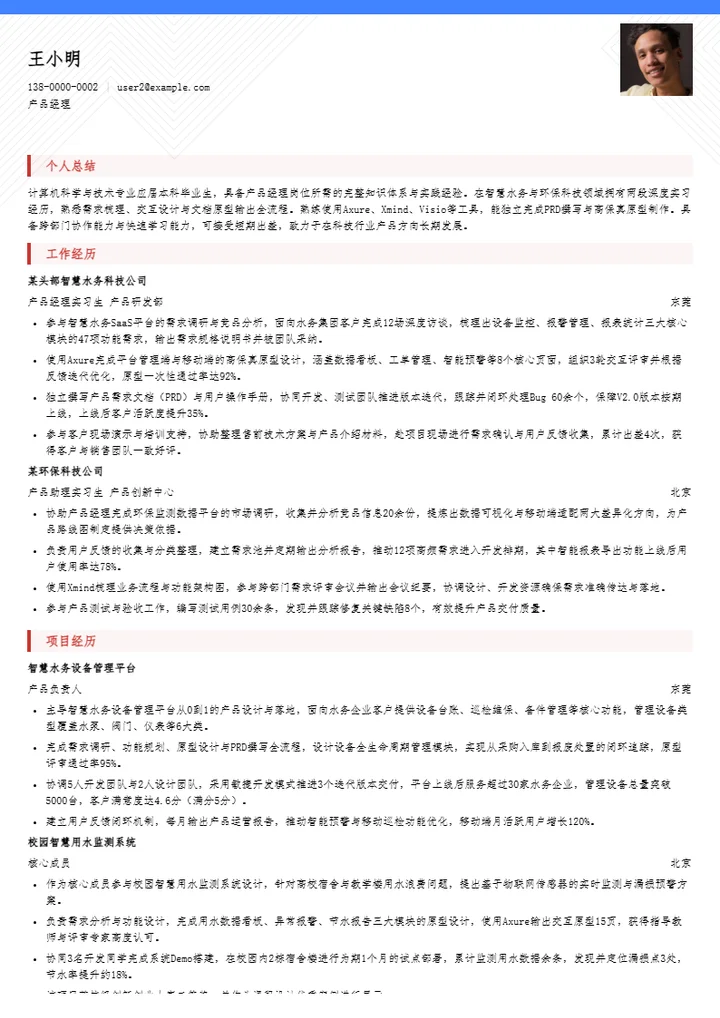 王小明
138-0000-0002 | user2@example.com
产品经理
个人总结
计算机科学与技术专业应届本科毕业生，具备产品经理岗位所需的完整知识体系与实践经验。在智慧水务与环保科技领域拥有两段深度实习
经历，熟悉需求梳理、交互设计与文档原型输出全流程。熟练使用Axure、Xmind、Visio等工具，能独立完成PRD撰写与高保真原型制作。具
备跨部门协作能力与快速学习能力，可接受短期出差，致力于在科技行业产品方向长期发展。
工作经历
某头部智慧水务科技公司
产品经理实习生 产品研发部 东莞
• 参与智慧水务SaaS平台的需求调研与竞品分析，面向水务集团客户完成12场深度访谈，梳理出设备监控、报警管理、报表统计三大核心
模块的47项功能需求，输出需求规格说明书并被团队采纳。
• 使用Axure完成平台管理端与移动端的高保真原型设计，涵盖数据看板、工单管理、智能预警等8个核心页面，组织3轮交互评审并根据
反馈迭代优化，原型一次性通过率达92%。
• 独立撰写产品需求文档（PRD）与用户操作手册，协同开发、测试团队推进版本迭代，跟踪并闭环处理Bug 60余个，保障V2.0版本按期
上线，上线后客户活跃度提升35%。
• 参与客户现场演示与培训支持，协助整理售前技术方案与产品介绍材料，赴项目现场进行需求确认与用户反馈收集，累计出差4次，获
得客户与销售团队一致好评。
某环保科技公司
产品助理实习生 产品创新中心 北京
• 协助产品经理完成环保监测数据平台的市场调研，收集并分析竞品信息20余份，提炼出数据可视化与移动端适配两大差异化方向，为产
品路线图制定提供决策依据。
• 负责用户反馈的收集与分类整理，建立需求池并定期输出分析报告，推动12项高频需求进入开发排期，其中智能报表导出功能上线后用
户使用率达78%。
• 使用Xmind梳理业务流程与功能架构图，参与跨部门需求评审会议并输出会议纪要，协调设计、开发资源确保需求准确传达与落地。
• 参与产品测试与验收工作，编写测试用例30余条，发现并跟踪修复关键缺陷8个，有效提升产品交付质量。
项目经历
智慧水务设备管理平台
产品负责人 东莞
• 主导智慧水务设备管理平台从0到1的产品设计与落地，面向水务企业客户提供设备台账、巡检维保、备件管理等核心功能，管理设备类
型覆盖水泵、阀门、仪表等6大类。
• 完成需求调研、功能规划、原型设计与PRD撰写全流程，设计设备全生命周期管理模块，实现从采购入库到报废处置的闭环追踪，原型
评审通过率95%。
• 协调5人开发团队与2人设计团队，采用敏捷开发模式推进3个迭代版本交付，平台上线后服务超过30家水务企业，管理设备总量突破
5000台，客户满意度达4.6分（满分5分）。
• 建立用户反馈闭环机制，每月输出产品运营报告，推动智能预警与移动巡检功能优化，移动端月活跃用户增长120%。
校园智慧用水监测系统
核心成员 北京
• 作为核心成员参与校园智慧用水监测系统设计，针对高校宿舍与教学楼用水浪费问题，提出基于物联网传感器的实时监测与漏损预警方
案。
• 负责需求分析与功能设计，完成用水数据看板、异常报警、节水报告三大模块的原型设计，使用Axure输出交互原型15页，获得指导教
师与评审专家高度认可。
• 协同3名开发同学完成系统Demo搭建，在校园内2栋宿舍楼进行为期1个月的试点部署，累计监测用水数据余条，发现并定位漏损点3处，
节水率提升约18%。